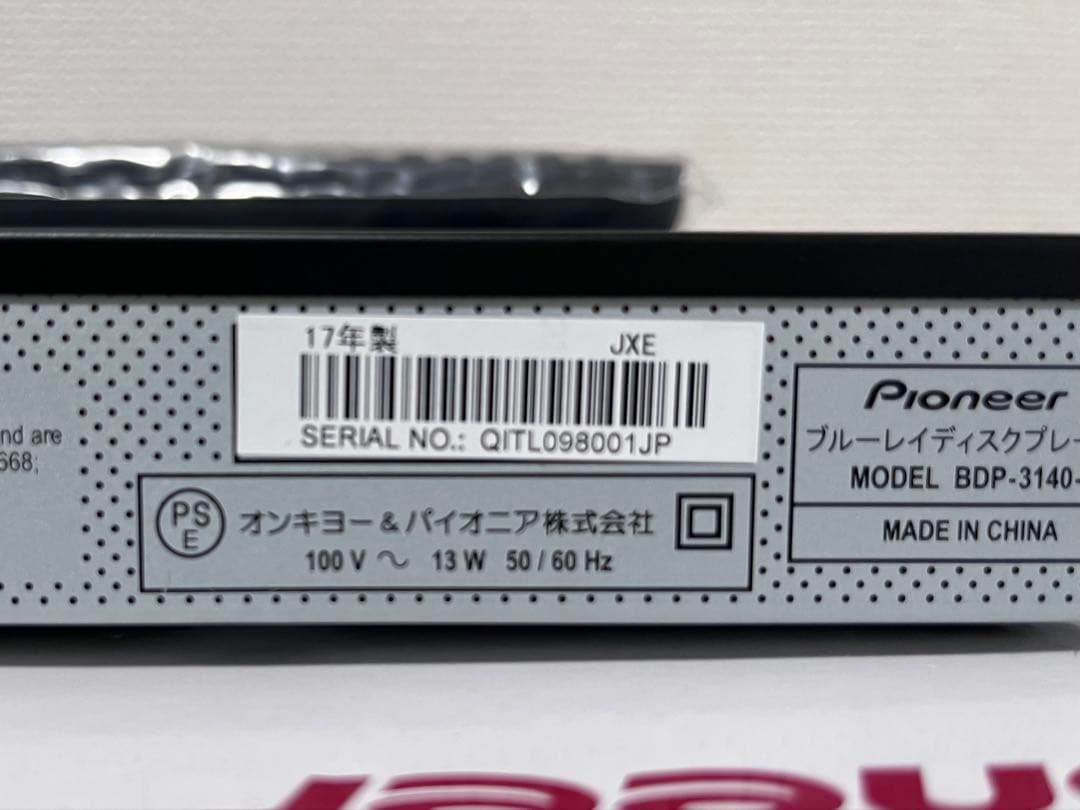 17年製 JXE
SERIAL NO.: QITL098001JP
nd are
668;
PS
E
オンキヨー&パイオニア株式会社
100 V ～ 13 W 50 / 60 Hz
Pioneer
ブルーレイディスクプレー
MODEL BDP-3140-
MADE IN CHINA